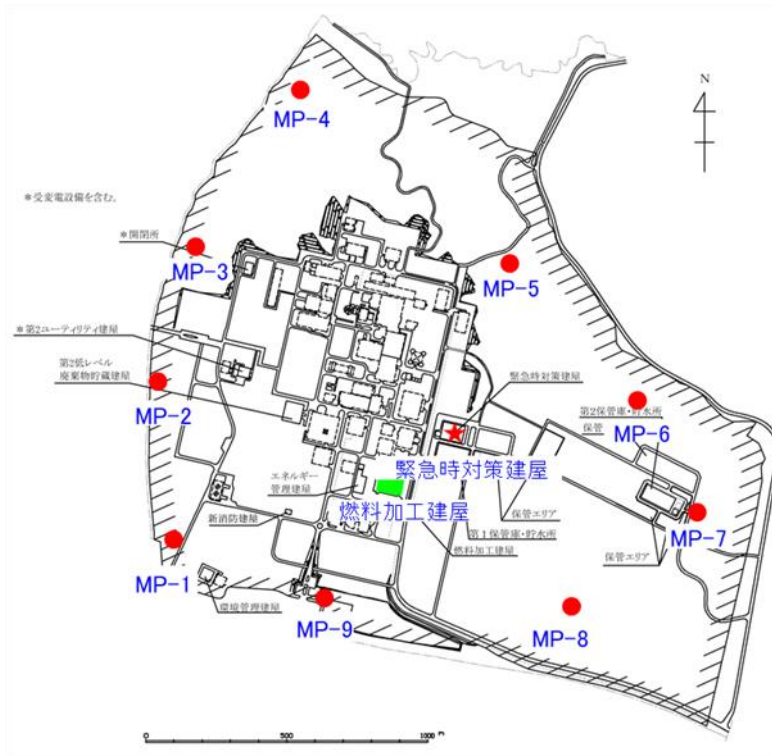 N
MP-4
＊受変電設備を含む。
＊開閉所
MP-3
MP-5
＊第2ユーティリティ建屋
第2低レベル
廃棄物貯蔵建屋
緊急時対策建屋
MP-2
第2保管庫・貯水所
MP-6
保管
緊急時対策建屋
エネルギー
管理建屋
燃料加工建屋
保管エリア
新消防建屋
第1保管庫・貯水所
MP-7
燃料加工建屋
保管エリア
MP-1
環境管理建屋
MP-9
MP-8
0
500
1000 m